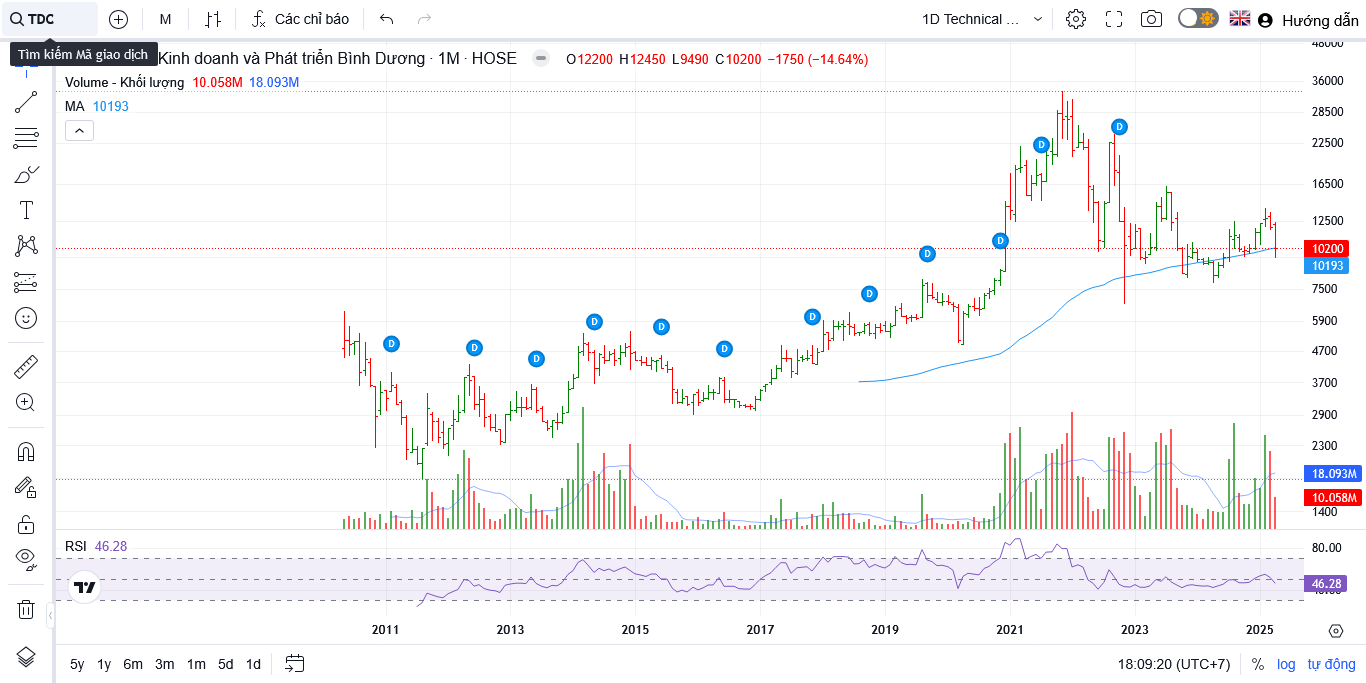 TDC
M
Các chỉ báo
1D Technical ...
Hướng dẫn
Tìm kiếm Mã giao dịch
Kinh doanh và Phát triển Bình Dương · 1M · HOSE
O12200 H12450 L9490 C10200 −1750 (−14.64%)
Volume - Khối lượng 10.058M 18.093M
MA 10193
48000
36000
28500
22500
16500
12500
10200
10193
7500
5900
4700
3700
2900
2300
18.093M
10.058M
1400
D
D
D
D
D
D
D
D
D
D
D
D
RSI 46.28
80.00
46.28
2011 2013 2015 2017 2019 2021 2023 2025
5y 1y 6m 3m 1m 5d 1d
18:09:20 (UTC+7)
% log tự động